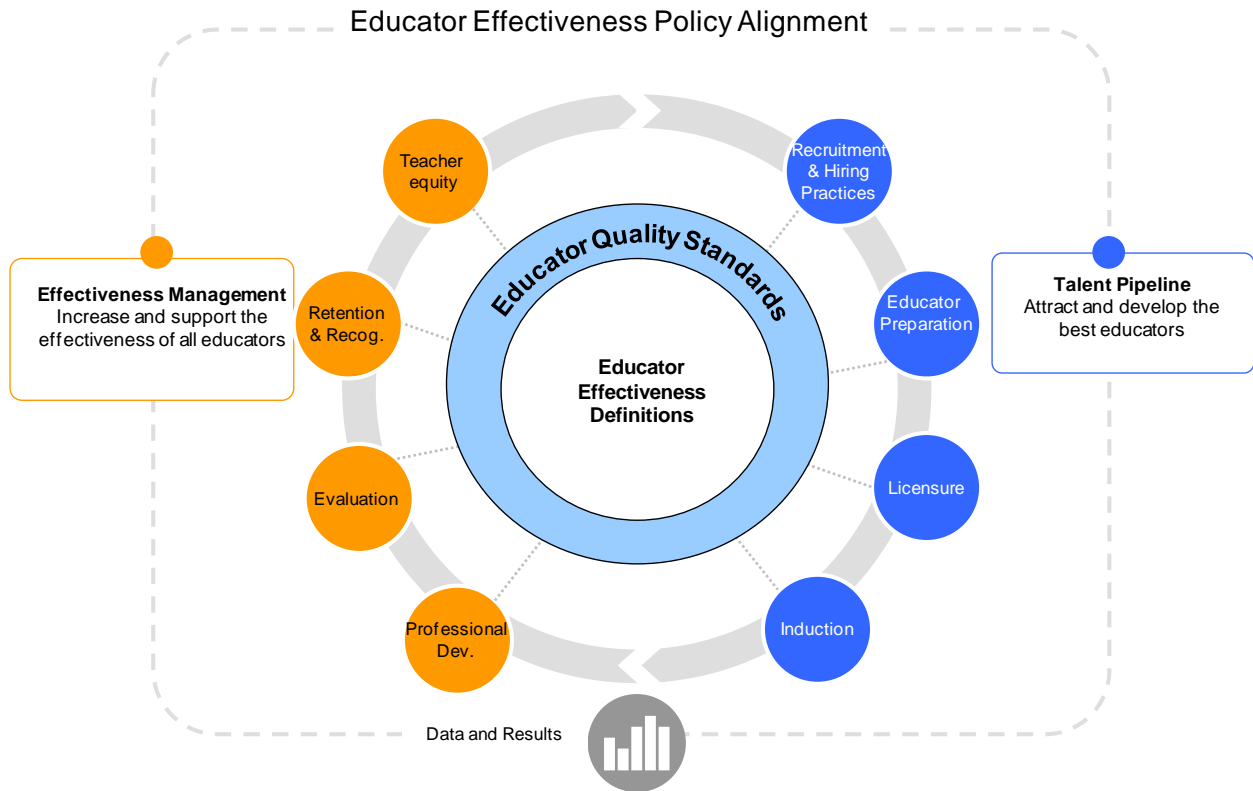 Educator Effectiveness Policy Alignment
Teacher
equity
Recruitment
& Hiring
Practices
Educator Quality Standards
Effectiveness Management
Increase and support the
effectiveness of all educators
Retention
& Recog.
Educator
Preparation
Talent Pipeline
Attract and develop the
best educators
Educator
Effectiveness
Definitions
Evaluation
Licensure
Professional
Dev.
Induction
Data and Results